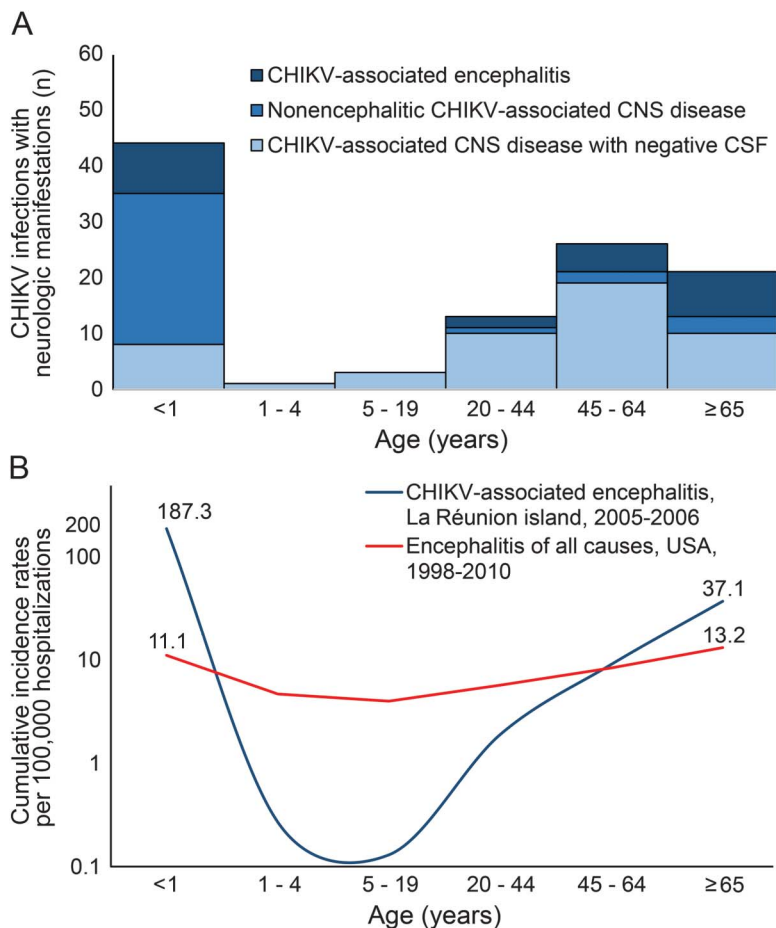 A
CHIKV infections with
neurologic manifestations (n)
60
50
40
30
20
10
0
CHIKV-associated encephalitis
Nonencephalitic CHIKV-associated CNS disease
CHIKV-associated CNS disease with negative CSF
<1
1 - 4
5 - 19
20 - 44
45 - 64
≥65
Age (years)
B
Cumulative incidence rates
per 100,000 hospitalizations
200
100
10
1
0.1
187.3
11.1
CHIKV-associated encephalitis,
La Réunion island, 2005-2006
Encephalitis of all causes, USA,
1998-2010
37.1
13.2
<1
1 - 4
5 - 19
20 - 44
45 - 64
≥65
Age (years)